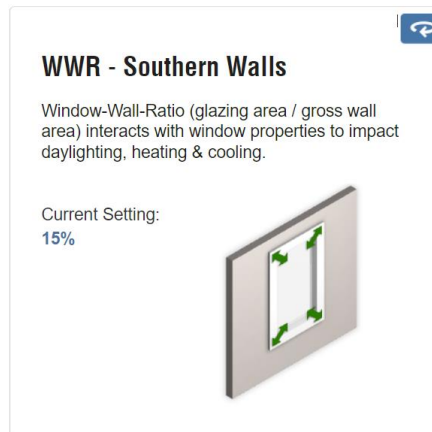 WWR - Southern Walls
Window-Wall-Ratio (glazing area / gross wall
area) interacts with window properties to impact
daylighting, heating & cooling.
Current Setting:
15%